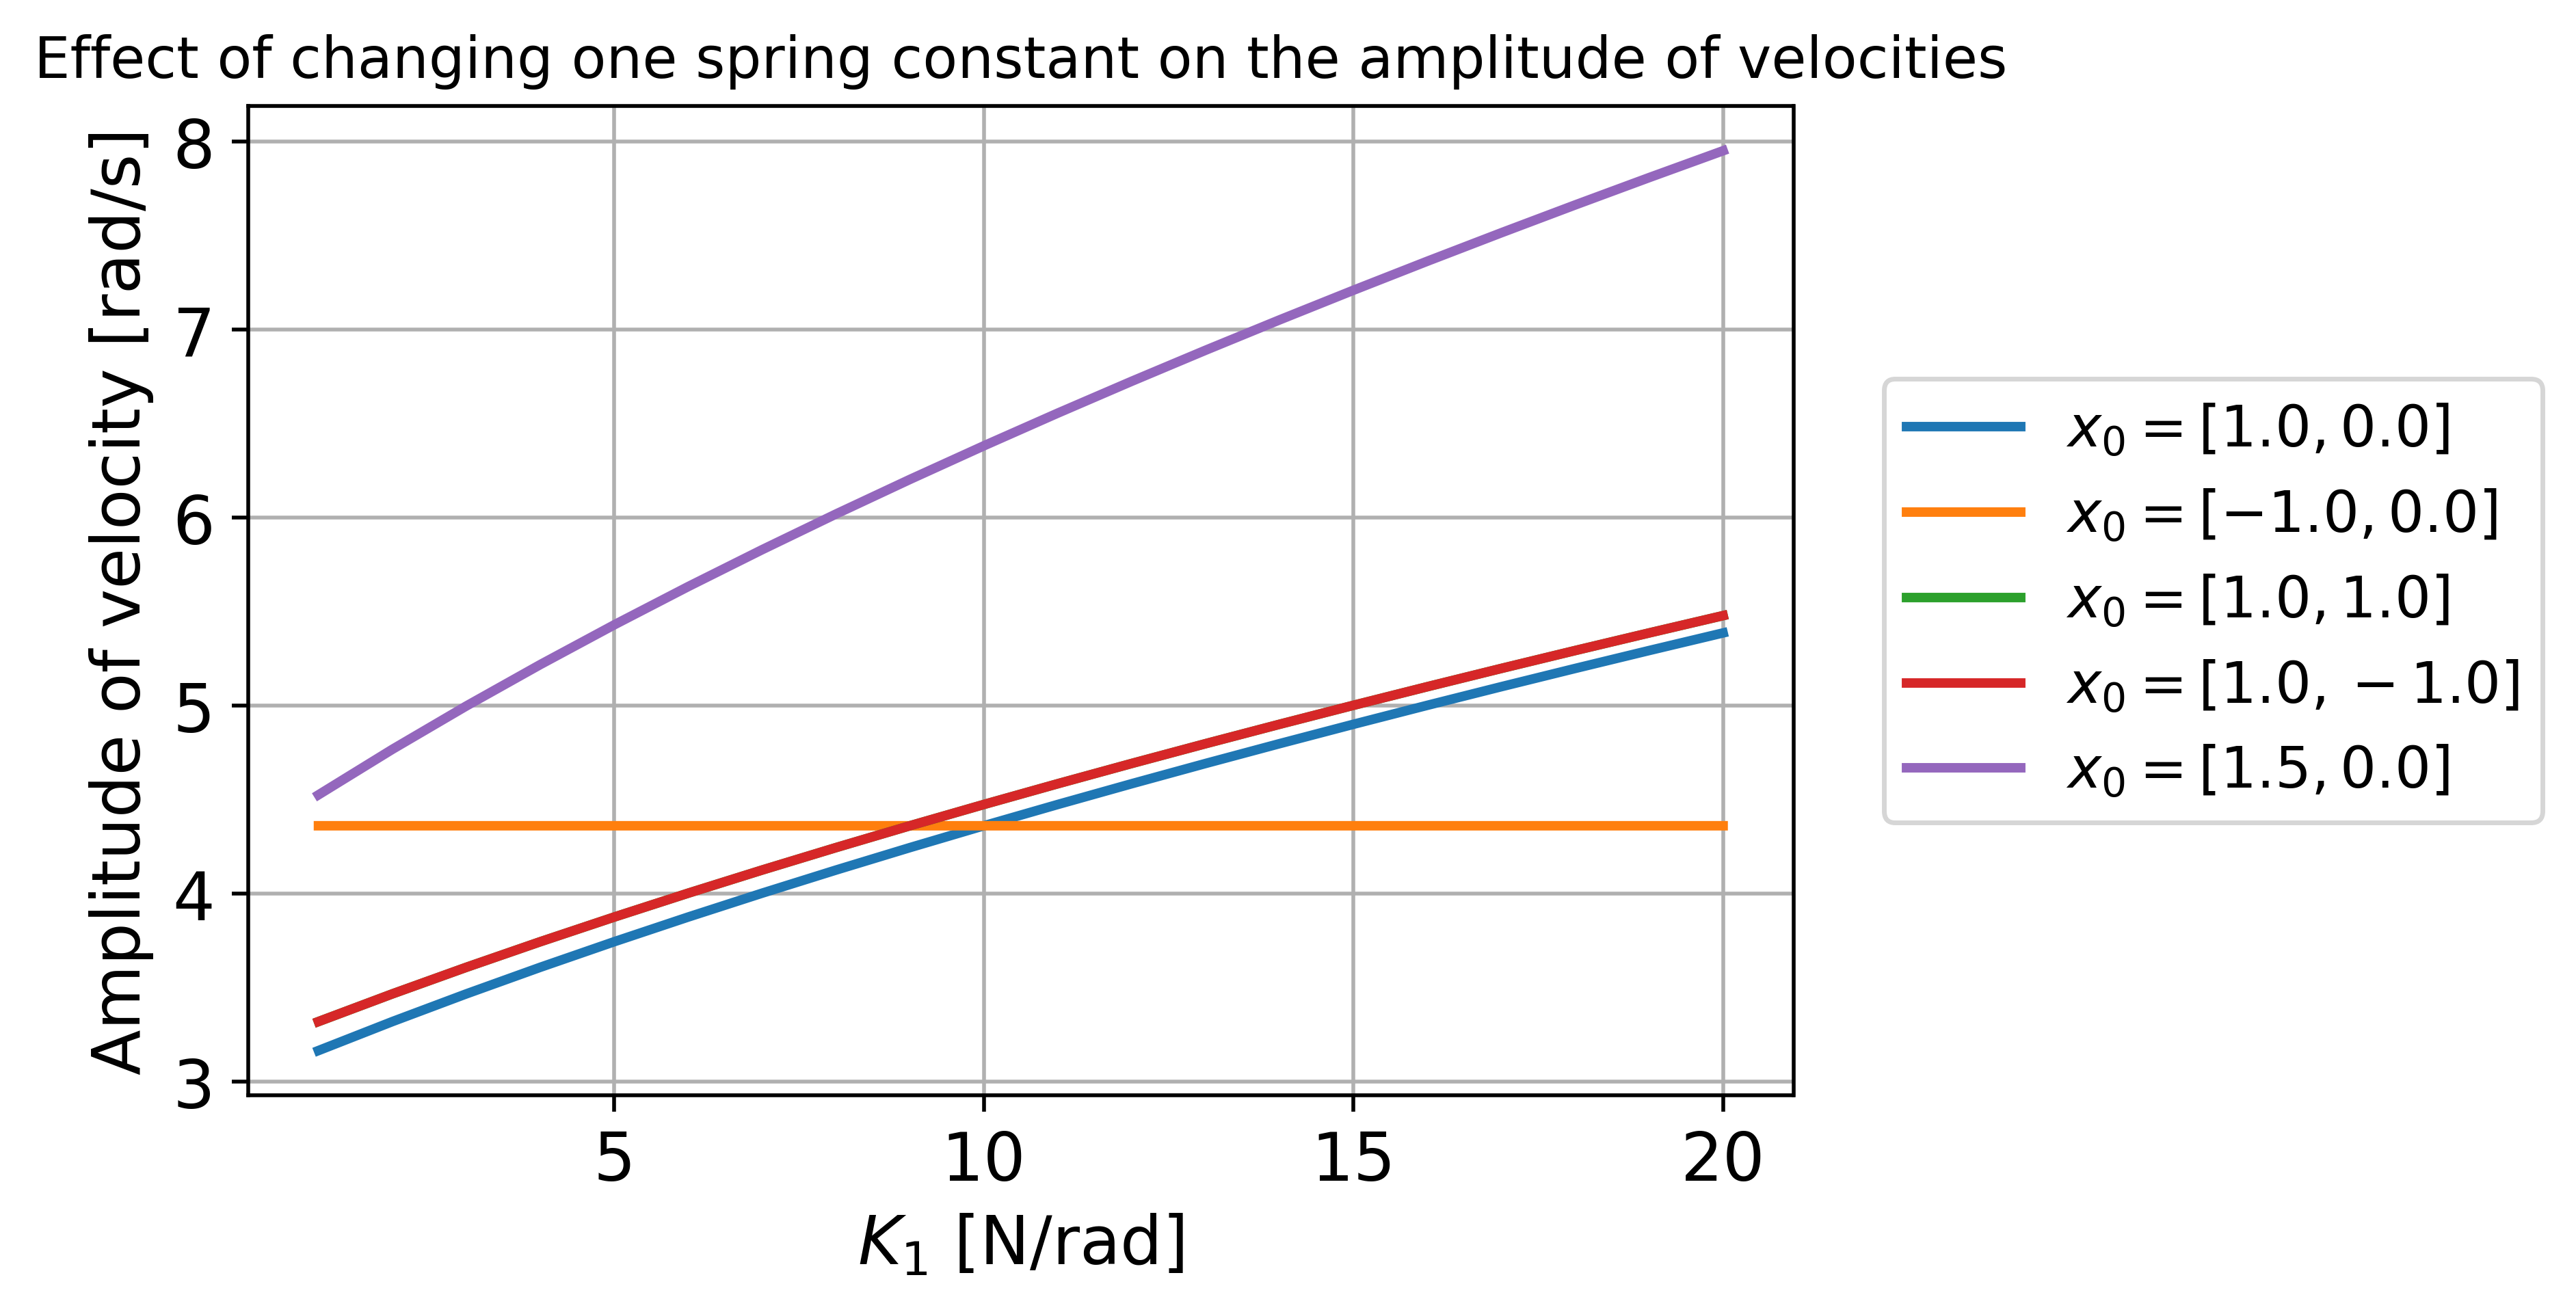 Effect of changing one spring constant on the amplitude of velocities
Amplitude of velocity [rad/s]
8
7
6
5
4
3
5 10 15 20
K₁ [N/rad]
x₀ = [1.0, 0.0]
x₀ = [−1.0, 0.0]
x₀ = [1.0, 1.0]
x₀ = [1.0, −1.0]
x₀ = [1.5, 0.0]